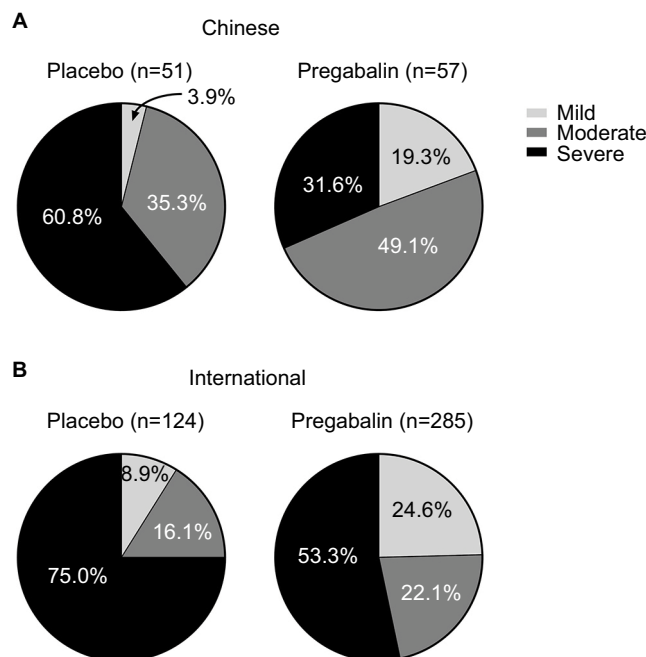 A
Chinese
Placebo (n=51)
Pregabalin (n=57)
3.9%
Mild
Moderate
Severe
19.3%
31.6%
35.3%
60.8%
49.1%
B
International
Placebo (n=124)
Pregabalin (n=285)
8.9%
24.6%
16.1%
53.3%
75.0%
22.1%